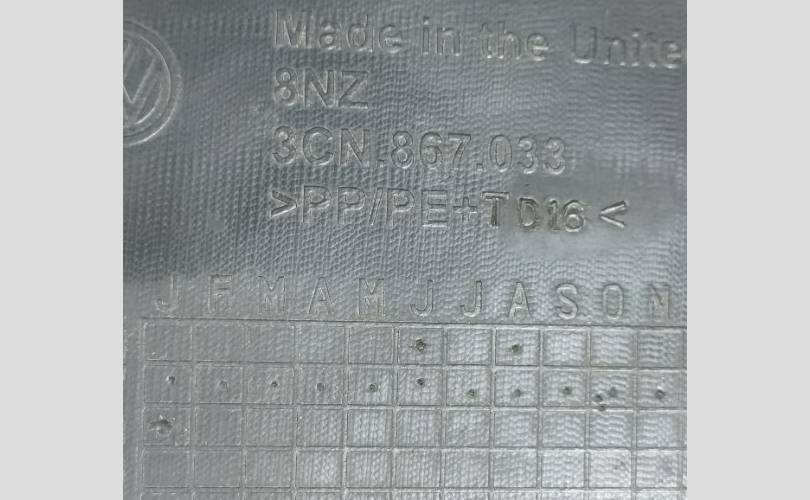 Made in the Unite
8NZ
3CN.867.033
>PP/PE+TD16<
J F M A M J J A S O N